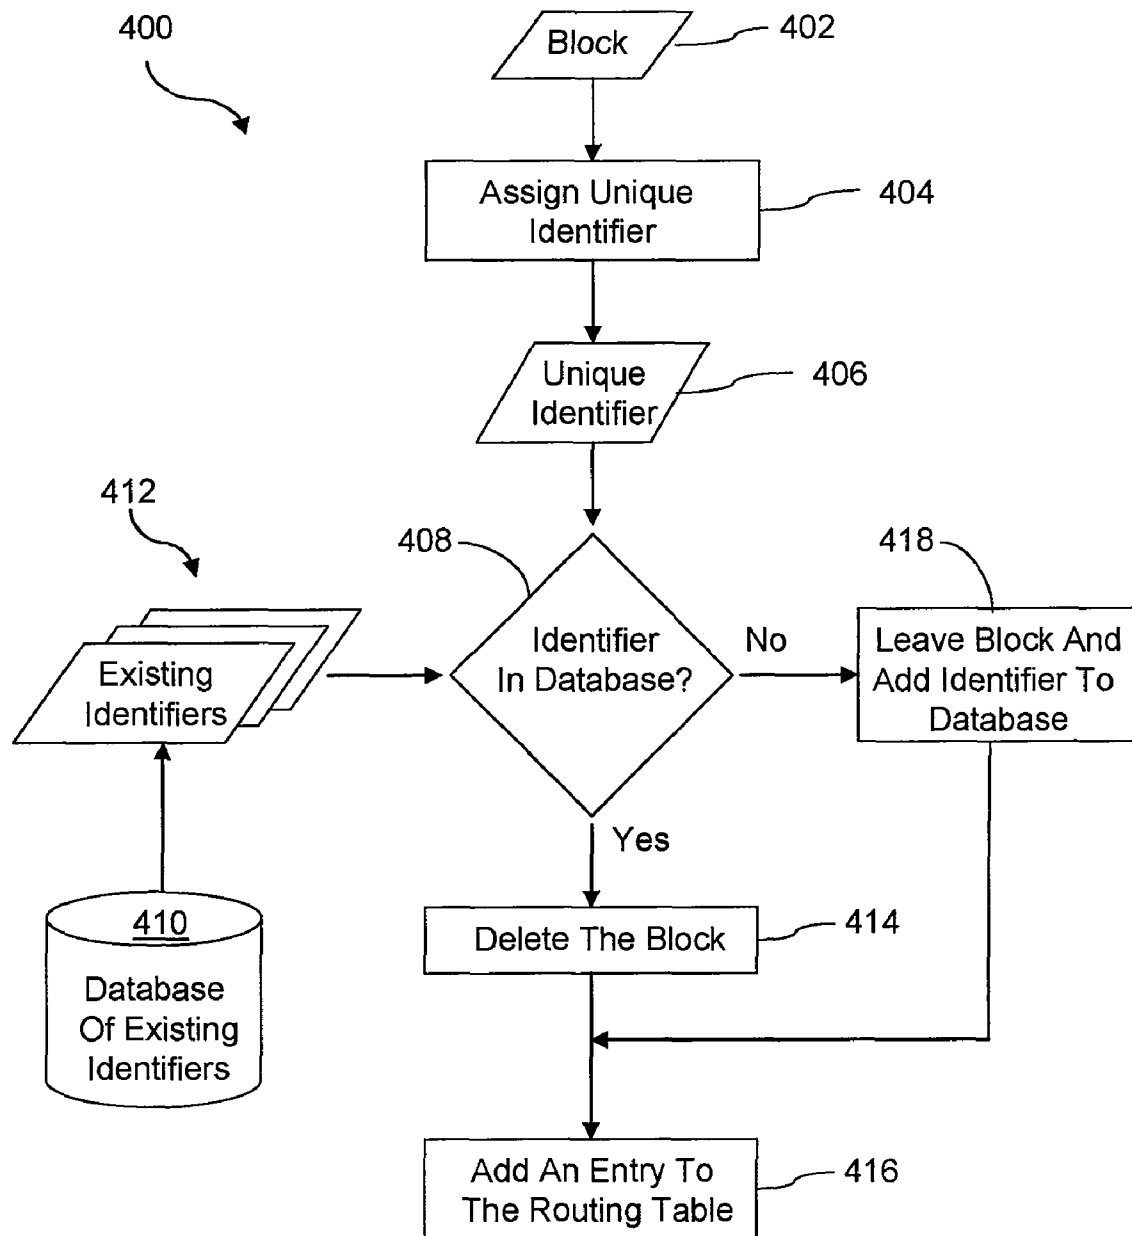 400
Block
402
Assign Unique
Identifier
404
Unique
Identifier
406
412
408
418
Existing
Identifiers
Identifier
In Database?
No
Leave Block And
Add Identifier To
Database
Yes
410
Database
Of Existing
Identifiers
Delete The Block
414
Add An Entry To
The Routing Table
416